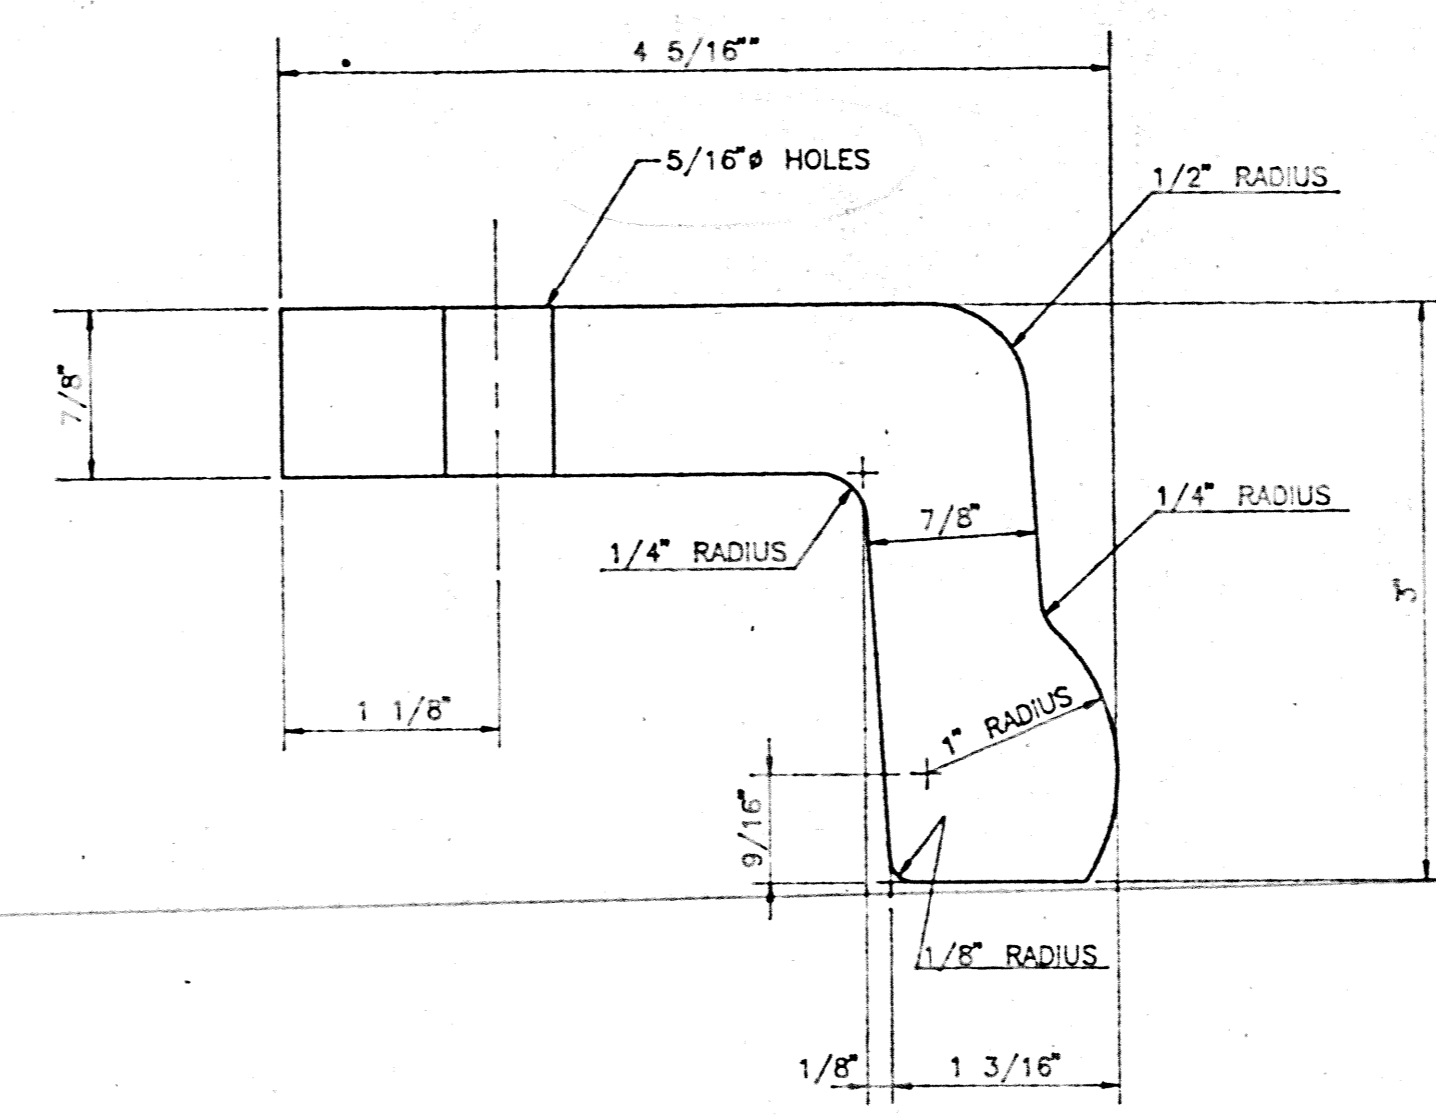 4 5/16""
5/16"ø HOLES
1/2" RADIUS
7/8"
1/4" RADIUS
7/8"
1/4" RADIUS
3"
1 1/8"
1" RADIUS
9/16"
1/8" RADIUS
1/8"
1 3/16"